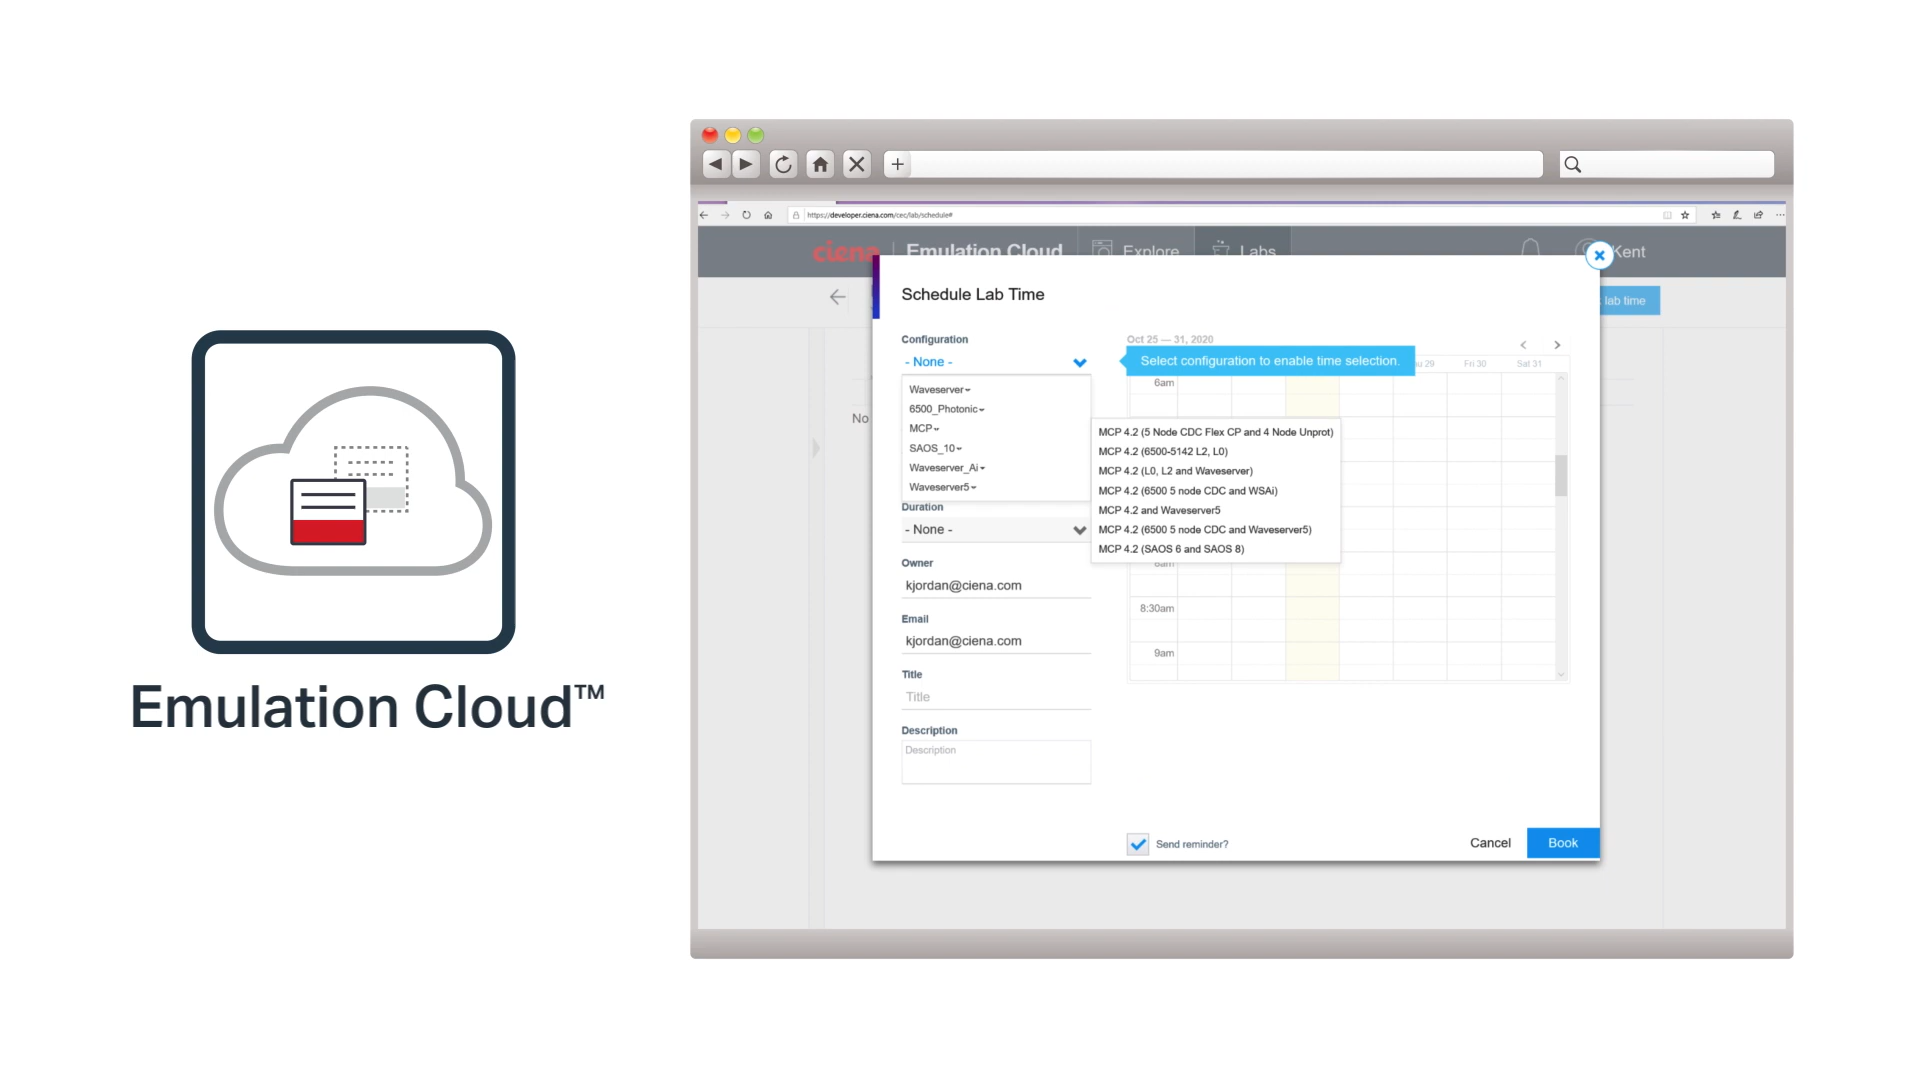 Emulation Cloud™
https://developer.ciena.com/cec/lab/schedule#
ciena Emulation Cloud Explore Labs Kent
lab time
Schedule Lab Time
Configuration
- None -
Waveserver
6500_Photonic
MCP
SAOS_10
Waveserver_Ai
Waveserver5
MCP 4.2 (5 Node CDC Flex CP and 4 Node Unprot)
MCP 4.2 (6500-5142 L2, L0)
MCP 4.2 (L0, L2 and Waveserver)
MCP 4.2 (6500 5 node CDC and WSAi)
MCP 4.2 and Waveserver5
MCP 4.2 (6500 5 node CDC and Waveserver5)
MCP 4.2 (SAOS 6 and SAOS 8)
Duration
- None -
Owner
kjordan@ciena.com
Email
kjordan@ciena.com
Title
Title
Description
Description
Oct 25 — 31, 2020
Select configuration to enable time selection.
29 Fri 30 Sat 31
6am
8am
8:30am
9am
No
Send reminder?
Cancel
Book